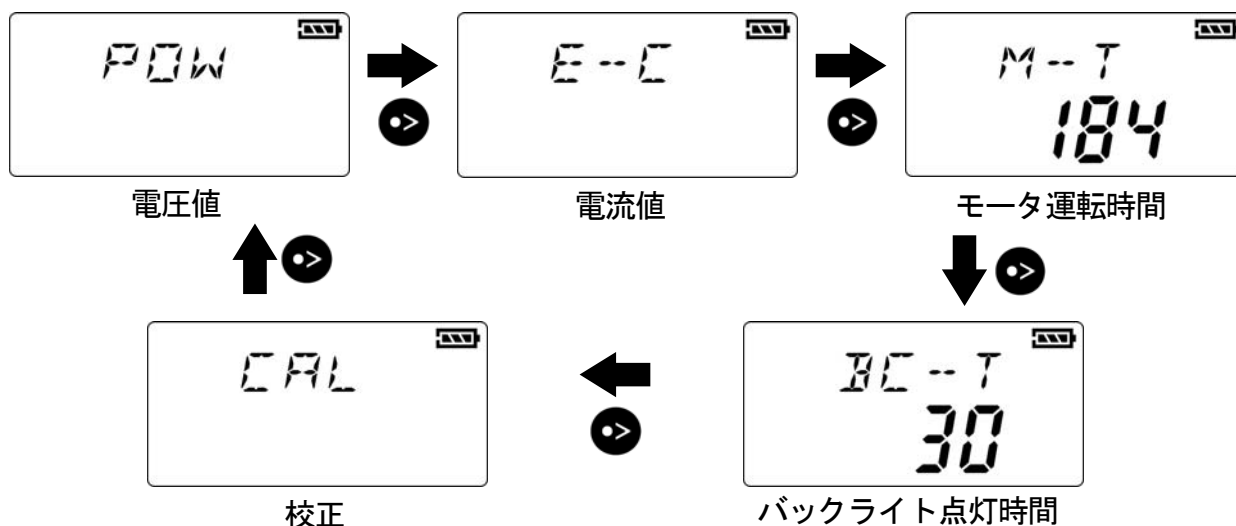 POW
電圧値
E--C
電流値
M--T
184
モータ運転時間
BC--T
30
バックライト点灯時間
CAL
校正